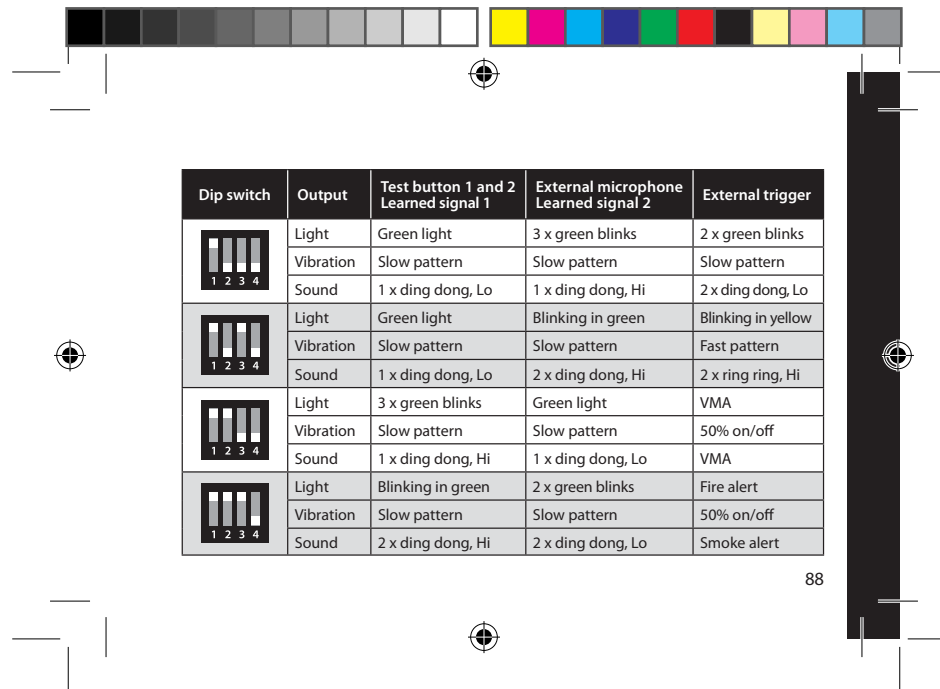 Dip switch Output Test button 1 and 2 Learned signal 1 External microphone Learned signal 2 External trigger
1 2 3 4
Light Green light 3 x green blinks 2 x green blinks
Vibration Slow pattern Slow pattern Slow pattern
Sound 1 x ding dong, Lo 1 x ding dong, Hi 2 x ding dong, Lo
1 2 3 4
Light Green light Blinking in green Blinking in yellow
Vibration Slow pattern Slow pattern Fast pattern
Sound 1 x ding dong, Lo 2 x ding dong, Hi 2 x ring ring, Hi
1 2 3 4
Light 3 x green blinks Green light VMA
Vibration Slow pattern Slow pattern 50% on/off
Sound 1 x ding dong, Hi 1 x ding dong, Lo VMA
1 2 3 4
Light Blinking in green 2 x green blinks Fire alert
Vibration Slow pattern Slow pattern 50% on/off
Sound 2 x ding dong, Hi 2 x ding dong, Lo Smoke alert
88